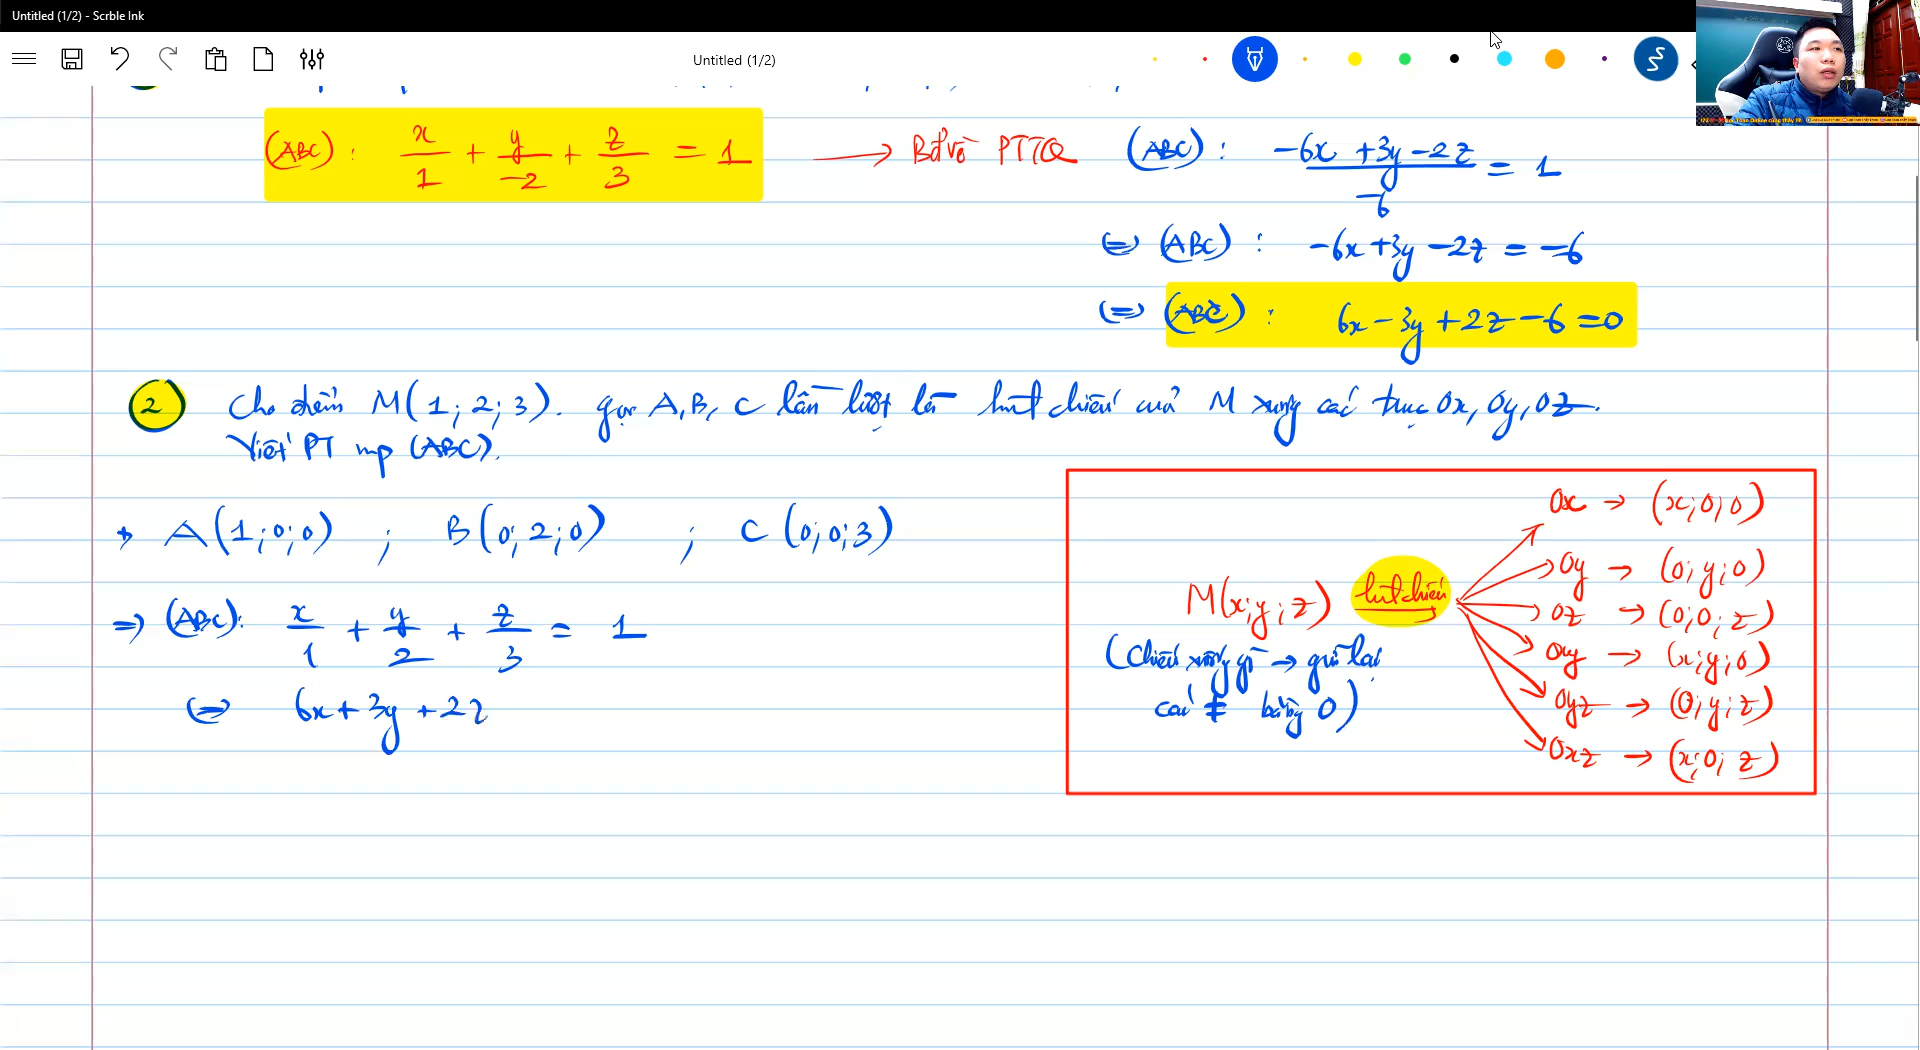 Untitled (1/2) - Scrble Ink
Untitled (1/2)
(ABC) : x/1 + y/-2 + z/3 = 1 → PTTQ
(ABC) : (-6x + 3y - 2z)/-6 = 1
⇔ (ABC) : -6x + 3y - 2z = -6
⇔ (ABC) : 6x - 3y + 2z - 6 = 0
2 Cho điểm M(1; 2; 3). Gọi A, B, C lần lượt là hình chiếu của M xuống các trục Ox, Oy, Oz.
Viết PT mp (ABC).
+ A(1; 0; 0) ; B(0; 2; 0) ; C(0; 0; 3)
⇒ (ABC): x/1 + y/2 + z/3 = 1
⇔ 6x + 3y + 2z
M(x; y; z) hình chiếu
(Chiếu xuống gì → giữ lại
cái ≠ bằng 0)
Ox → (x; 0; 0)
Oy → (0; y; 0)
Oz → (0; 0; z)
Oxy → (x; y; 0)
Oyz → (0; y; z)
Oxz → (x; 0; z)